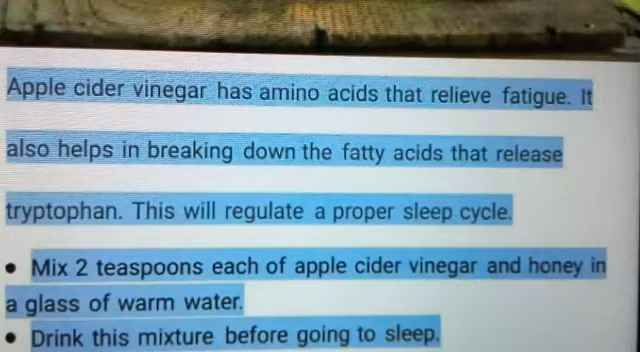 Apple cider vinegar has amino acids that relieve fatigue. It
also helps in breaking down the fatty acids that release
tryptophan. This will regulate a proper sleep cycle.
• Mix 2 teaspoons each of apple cider vinegar and honey in
a glass of warm water.
• Drink this mixture before going to sleep.